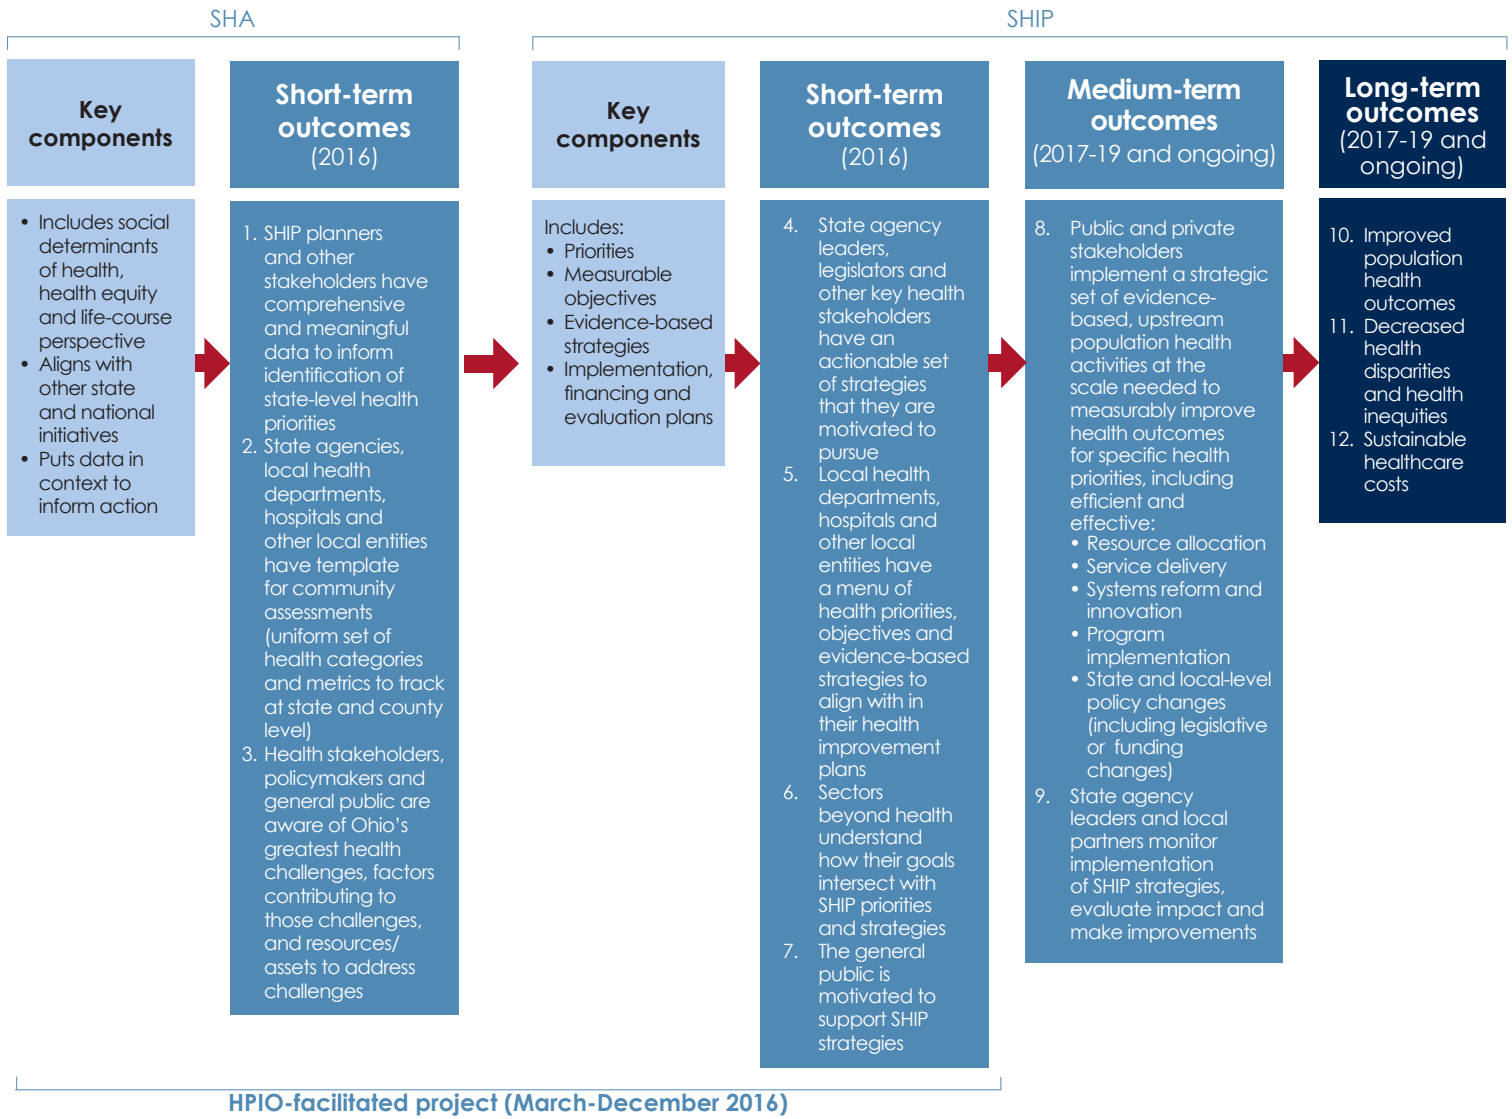 SHA
SHIP
Key
components
Short-term
outcomes
(2016)
Key
components
Short-term
outcomes
(2016)
Medium-term
outcomes
(2017-19 and ongoing)
Long-term
outcomes
(2017-19 and
ongoing)
• Includes social
determinants
of health,
health equity
and life-course
perspective
• Aligns with
other state
and national
initiatives
• Puts data in
context to
inform action
1. SHIP planners
and other
stakeholders have
comprehensive
and meaningful
data to inform
identification of
state-level health
priorities
2. State agencies,
local health
departments,
hospitals and
other local entities
have template
for community
assessments
(uniform set of
health categories
and metrics to track
at state and county
level)
3. Health stakeholders,
policymakers and
general public are
aware of Ohio’s
greatest health
challenges, factors
contributing to
those challenges,
and resources/
assets to address
challenges
Includes:
• Priorities
• Measurable
objectives
• Evidence-based
strategies
• Implementation,
financing and
evaluation plans
4. State agency
leaders,
legislators and
other key health
stakeholders
have an
actionable set
of strategies
that they are
motivated to
pursue
5. Local health
departments,
hospitals and
other local
entities have
a menu of
health priorities,
objectives and
evidence-based
strategies to
align with in
their health
improvement
plans
6. Sectors
beyond health
understand
how their goals
intersect with
SHIP priorities
and strategies
7. The general
public is
motivated to
support SHIP
strategies
8. Public and private
stakeholders
implement a strategic
set of evidence-
based, upstream
population health
activities at the
scale needed to
measurably improve
health outcomes
for specific health
priorities, including
efficient and
effective:
• Resource allocation
• Service delivery
• Systems reform and
innovation
• Program
implementation
• State and local-level
policy changes
(including legislative
or funding
changes)
9. State agency
leaders and local
partners monitor
implementation
of SHIP strategies,
evaluate impact and
make improvements
10. Improved
population
health
outcomes
11. Decreased
health
disparities
and health
inequities
12. Sustainable
healthcare
costs
HPIO-facilitated project (March-December 2016)